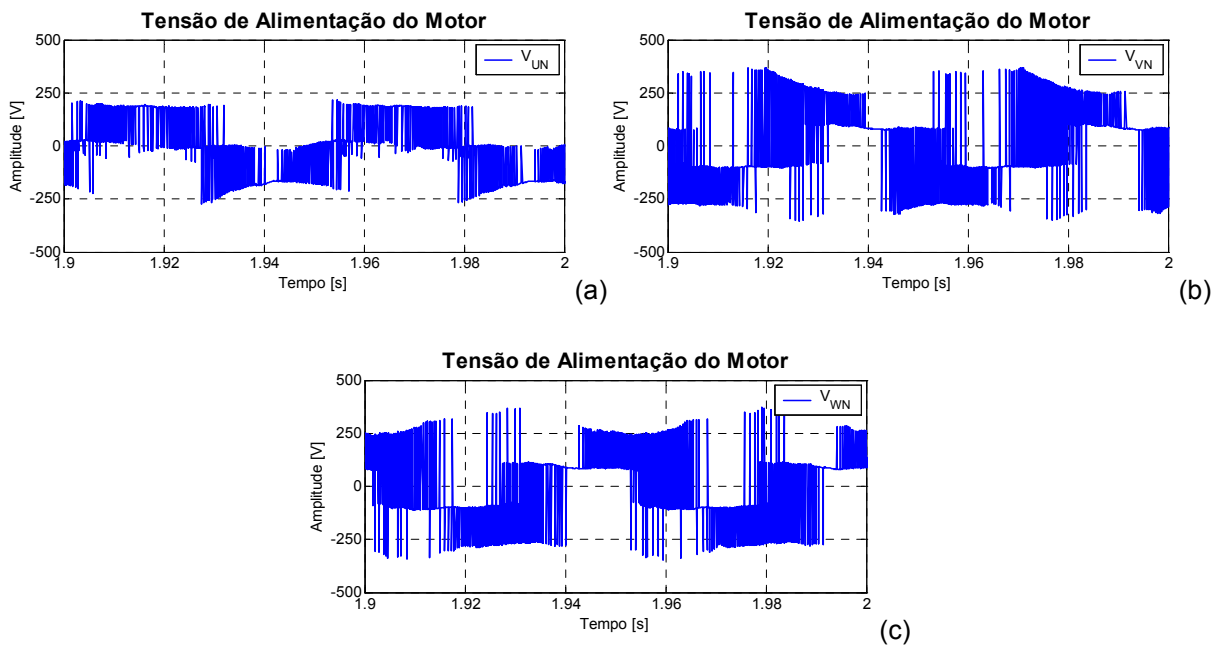 Tensão de Alimentação do Motor
500
250
0
-250
-500
Amplitude [V]
V_UN
1.9
1.92
1.94
1.96
1.98
2
Tempo [s]
(a)
Tensão de Alimentação do Motor
500
250
0
-250
-500
Amplitude [V]
V_VN
1.9
1.92
1.94
1.96
1.98
2
Tempo [s]
(b)
Tensão de Alimentação do Motor
500
250
0
-250
-500
Amplitude [V]
V_WN
1.9
1.92
1.94
1.96
1.98
2
Tempo [s]
(c)